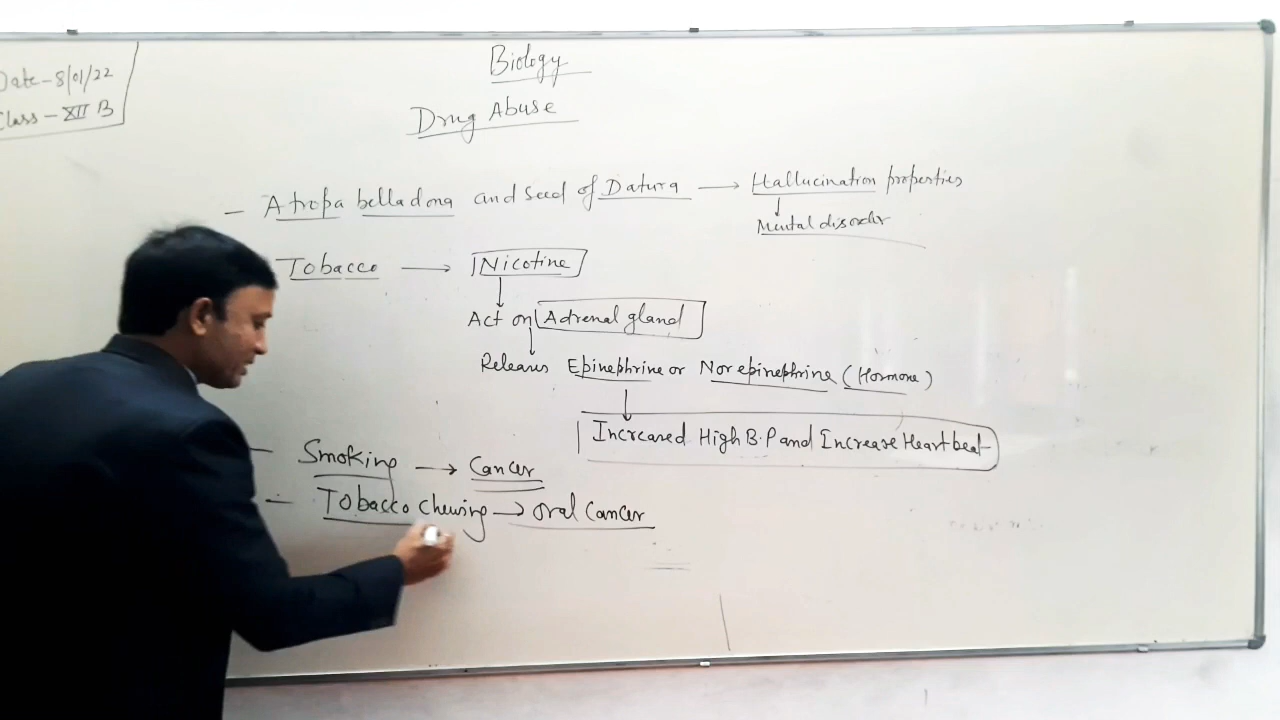 Date-8/01/22
Class - XII B
Biology
Drug Abuse
- Atropa belladona and seed of Datura → Hallucination properties
↓
Mental disorder
Tobacco → Nicotine
↓
Act on Adrenal gland
↓
Releans Epinephrine or Norepinephrine (Hormone)
↓
Increared High B.P and Increase Heart beat
- Smoking → Cancer
- Tobacco chewing → oral Cancer